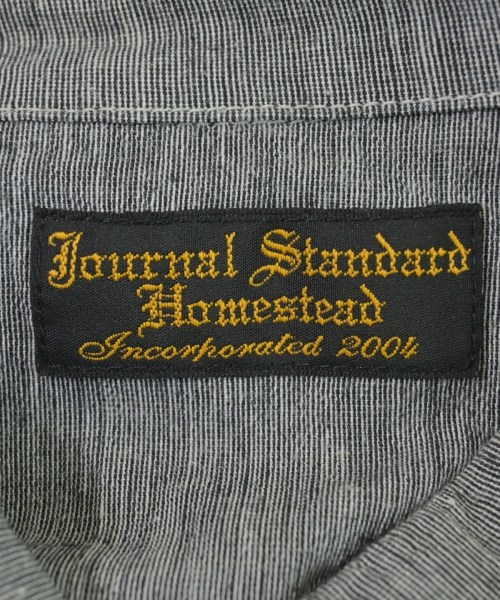 Journal Standard
Homestead
Incorporated 2004